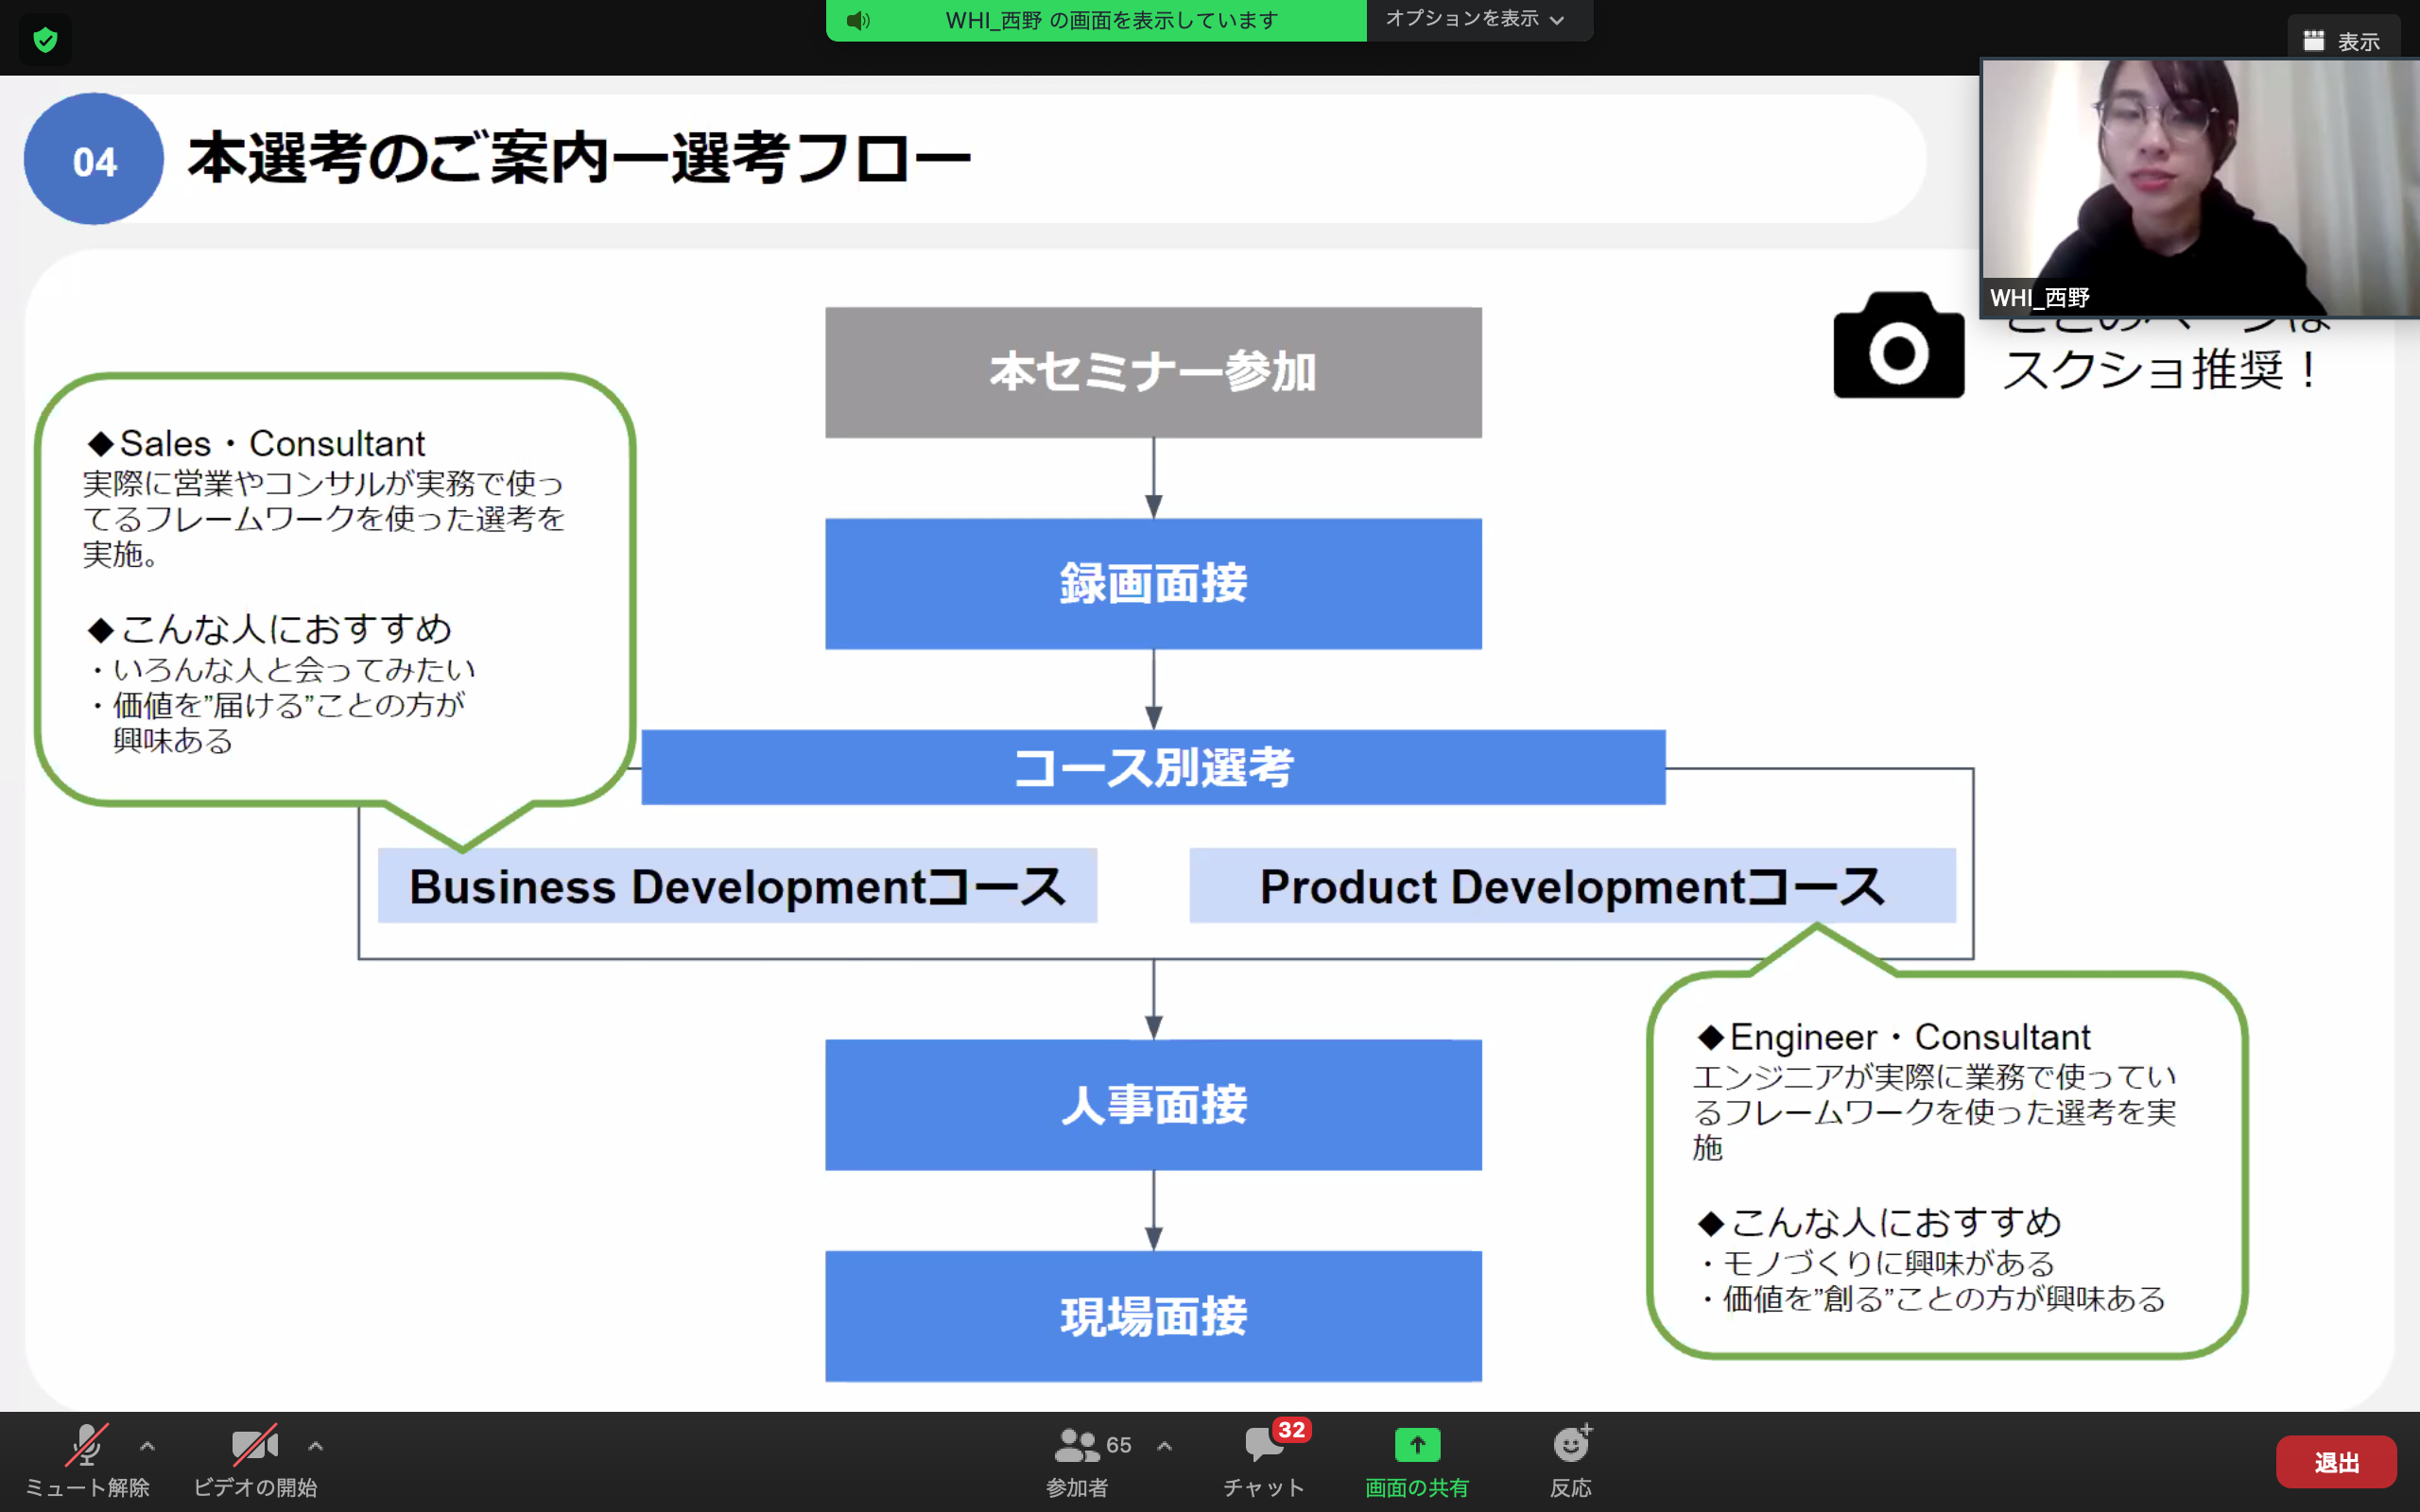 WHI_西野 の画面を表示しています
オプションを表示
表示
04
本選考のご案内ー選考フロー
WHI_西野
スクショ推奨！
本セミナー参加
◆Sales・Consultant
実際に営業やコンサルが実務で使っ
てるフレームワークを使った選考を
実施。
◆こんな人におすすめ
・いろんな人と会ってみたい
・価値を”届ける”ことの方が
興味ある
録画面接
コース別選考
Business Developmentコース
Product Developmentコース
人事面接
現場面接
◆Engineer・Consultant
エンジニアが実際に業務で使ってい
るフレームワークを使った選考を実
施
◆こんな人におすすめ
・モノづくりに興味がある
・価値を”創る”ことの方が興味ある
ミュート解除
ビデオの開始
65
参加者
32
チャット
画面の共有
反応
退出